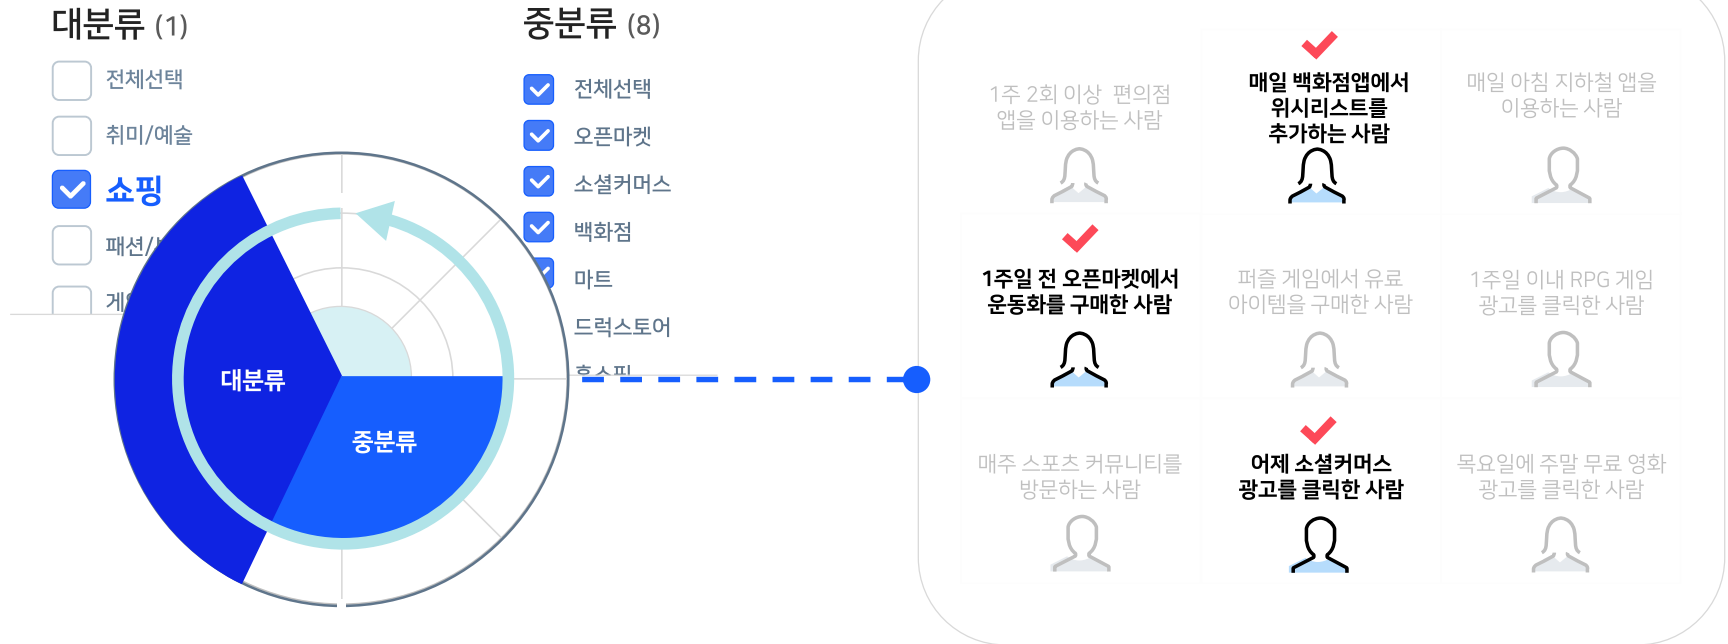 대분류 (1)
전체선택
취미/예술
쇼핑
패션/
중분류 (8)
전체선택
오픈마켓
소셜커머스
백화점
마트
드럭스토어
대분류
중분류
1주 2회 이상  편의점
앱을 이용하는 사람
매일 백화점앱에서
위시리스트를
추가하는 사람
매일 아침 지하철 앱을
이용하는 사람
1주일 전 오픈마켓에서
운동화를 구매한 사람
퍼즐 게임에서 유료
아이템을 구매한 사람
1주일 이내 RPG 게임
광고를 클릭한 사람
매주 스포츠 커뮤니티를
방문하는 사람
어제 소셜커머스
광고를 클릭한 사람
목요일에 주말 무료 영화
광고를 클릭한 사람